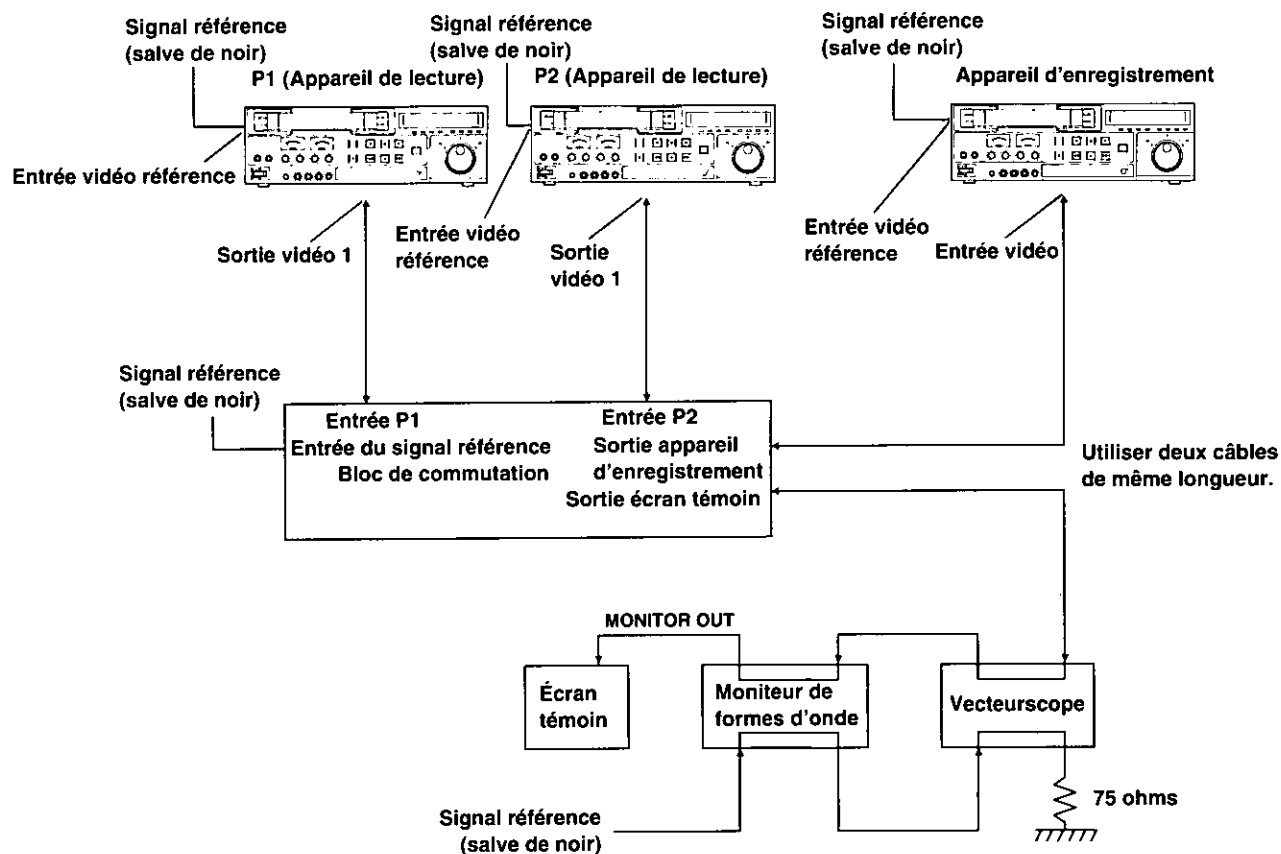 Signal référence
(salve de noir)
P1 (Appareil de lecture)
Signal référence
(salve de noir)
P2 (Appareil de lecture)
Signal référence
(salve de noir)
Appareil d'enregistrement
Entrée vidéo référence
Sortie vidéo 1
Entrée vidéo
référence
Sortie
vidéo 1
Entrée vidéo
référence
Entrée vidéo
Signal référence
(salve de noir)
Entrée P1
Entrée du signal référence
Bloc de commutation
Entrée P2
Sortie appareil
d'enregistrement
Sortie écran témoin
Utiliser deux câbles
de même longueur.
MONITOR OUT
Écran
témoin
Moniteur de
formes d'onde
Vecteurscope
75 ohms
Signal référence
(salve de noir)